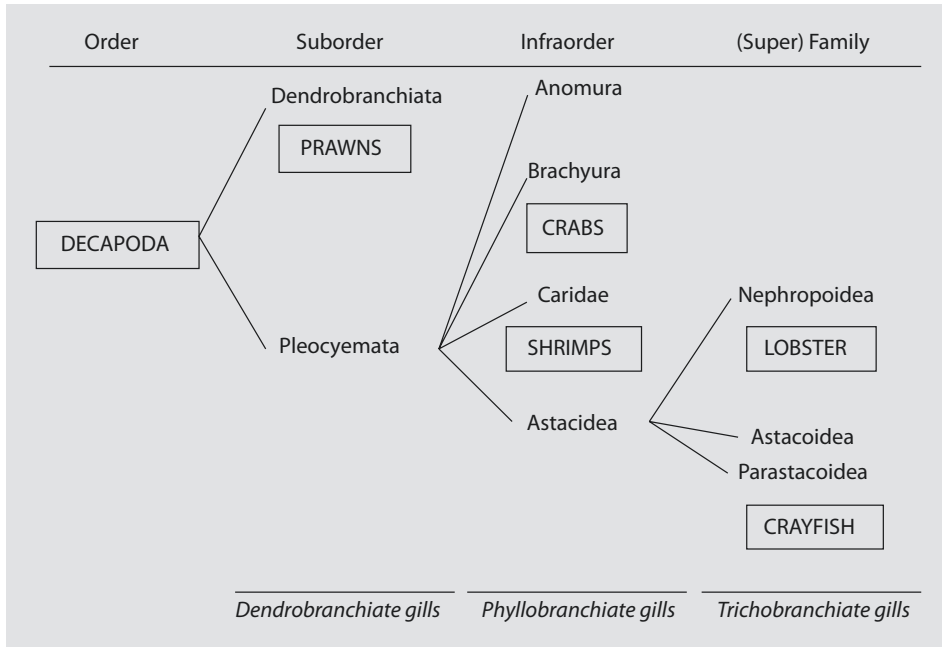 Order Suborder Infraorder (Super) Family
Dendrobranchiata
Anomura
PRAWNS
Brachyura
DECAPODA
CRABS
Caridae
Nephropoidea
Pleocyemata
SHRIMPS
LOBSTER
Astacidea
Astacoidea
Parastacoidea
CRAYFISH
Dendrobranchiate gills Phyllobranchiate gills Trichobranchiate gills